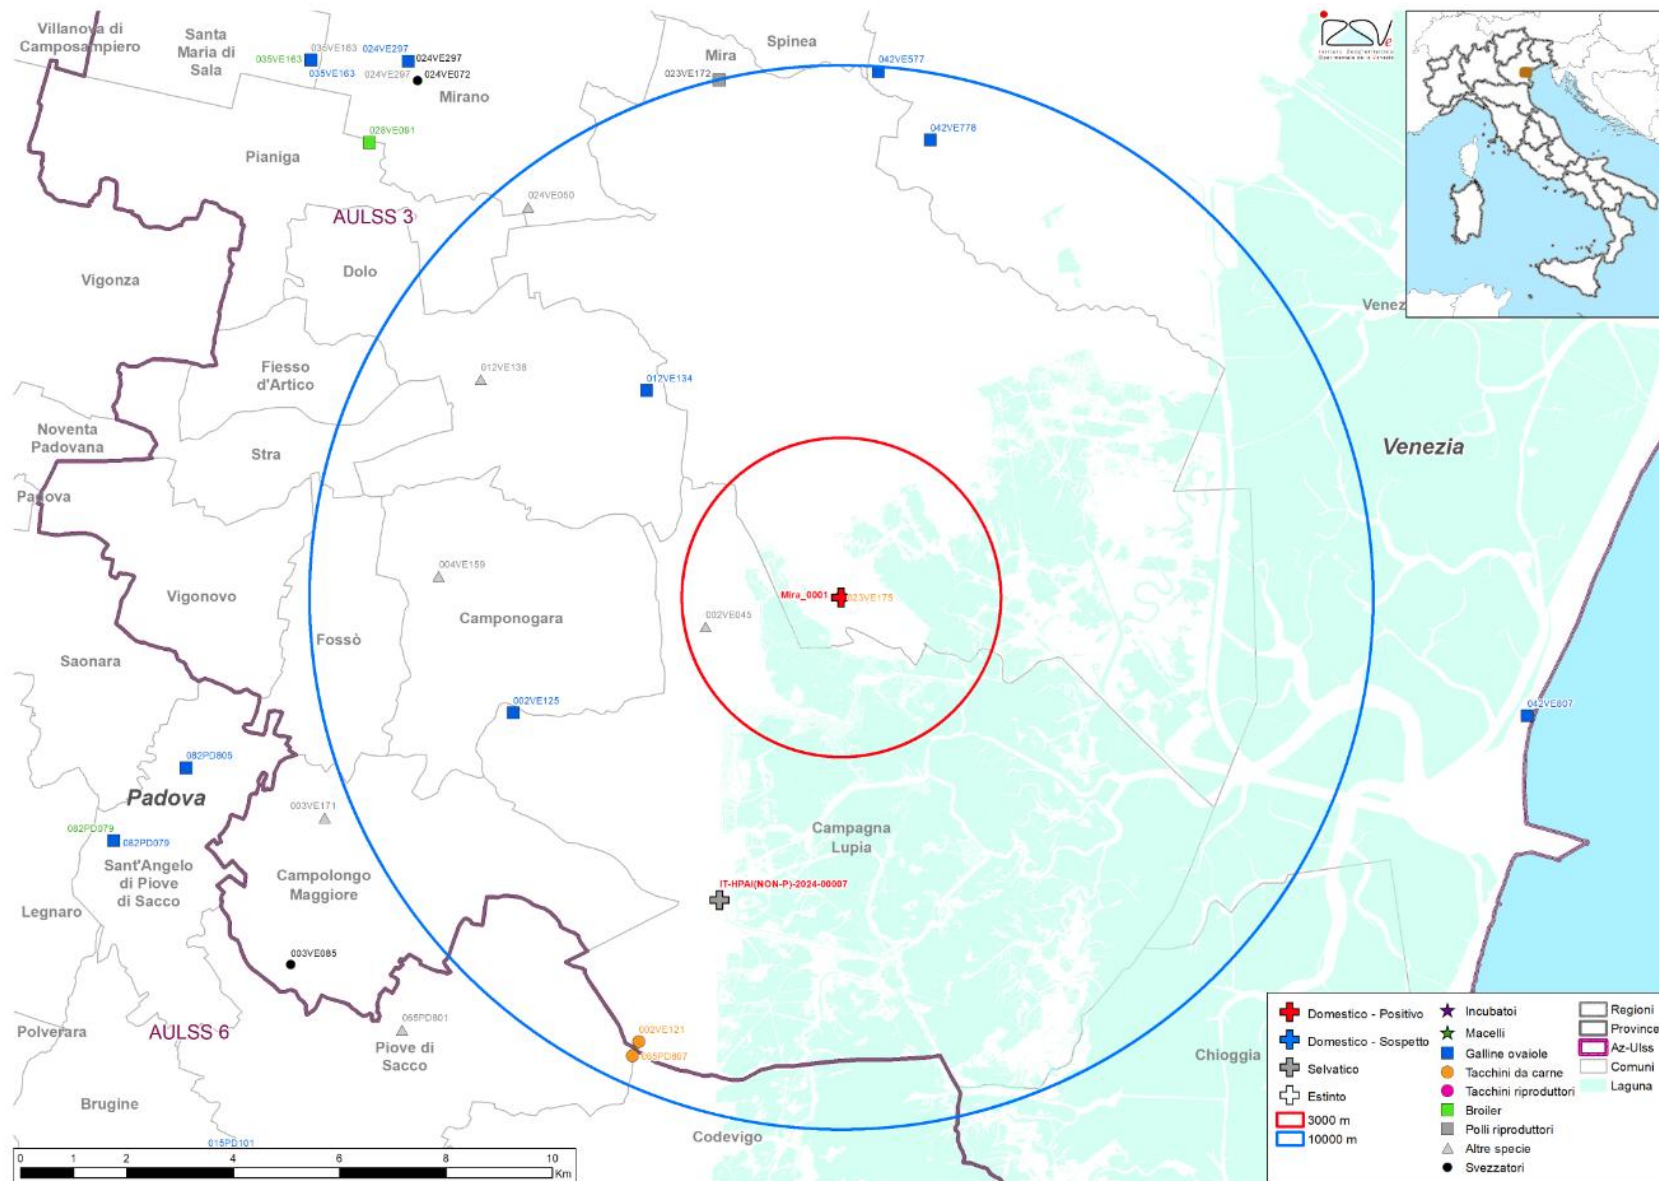 Villanova di
Camposampiero
Santa
Maria di
Sala
035VE163
035VE163
035VE163
024VE297
024VE297
024VE297
024VE072
Mirano
Mira
Spinea
023VE172
042VE577
042VE778
028VE081
Pianiga
024VE050
AULSS 3
Dolo
Vigonza
Fiesso
d'Artico
012VE138
012VE134
Noventa
Padovana
Stra
Padova
Venez
Venezia
Vigonovo
004VE159
Camponogara
Fossò
Mira_0001
023VE175
002VE045
Saonara
002VE125
042VE807
082PD805
Padova
003VE171
082PD079
082PD079
Campagna
Lupia
Sant'Angelo
di Piove
di Sacco
Campolongo
Maggiore
IT-HPAI(NON-P)-2024-00007
Legnaro
003VE085
Polverara
AULSS 6
065PD801
Piove di
Sacco
002VE121
065PD807
Chioggia
Brugine
015PD101
Codevigo
0 1 2 4 6 8 10
Km
Domestico - Positivo
Domestico - Sospetto
Selvatico
Estinto
3000 m
10000 m
Incubatoi
Macelli
Galline ovaiole
Tacchini da carne
Tacchini riproduttori
Broiler
Polli riproduttori
Altre specie
Svezzatori
Regioni
Province
Az-Ulss
Comuni
Laguna